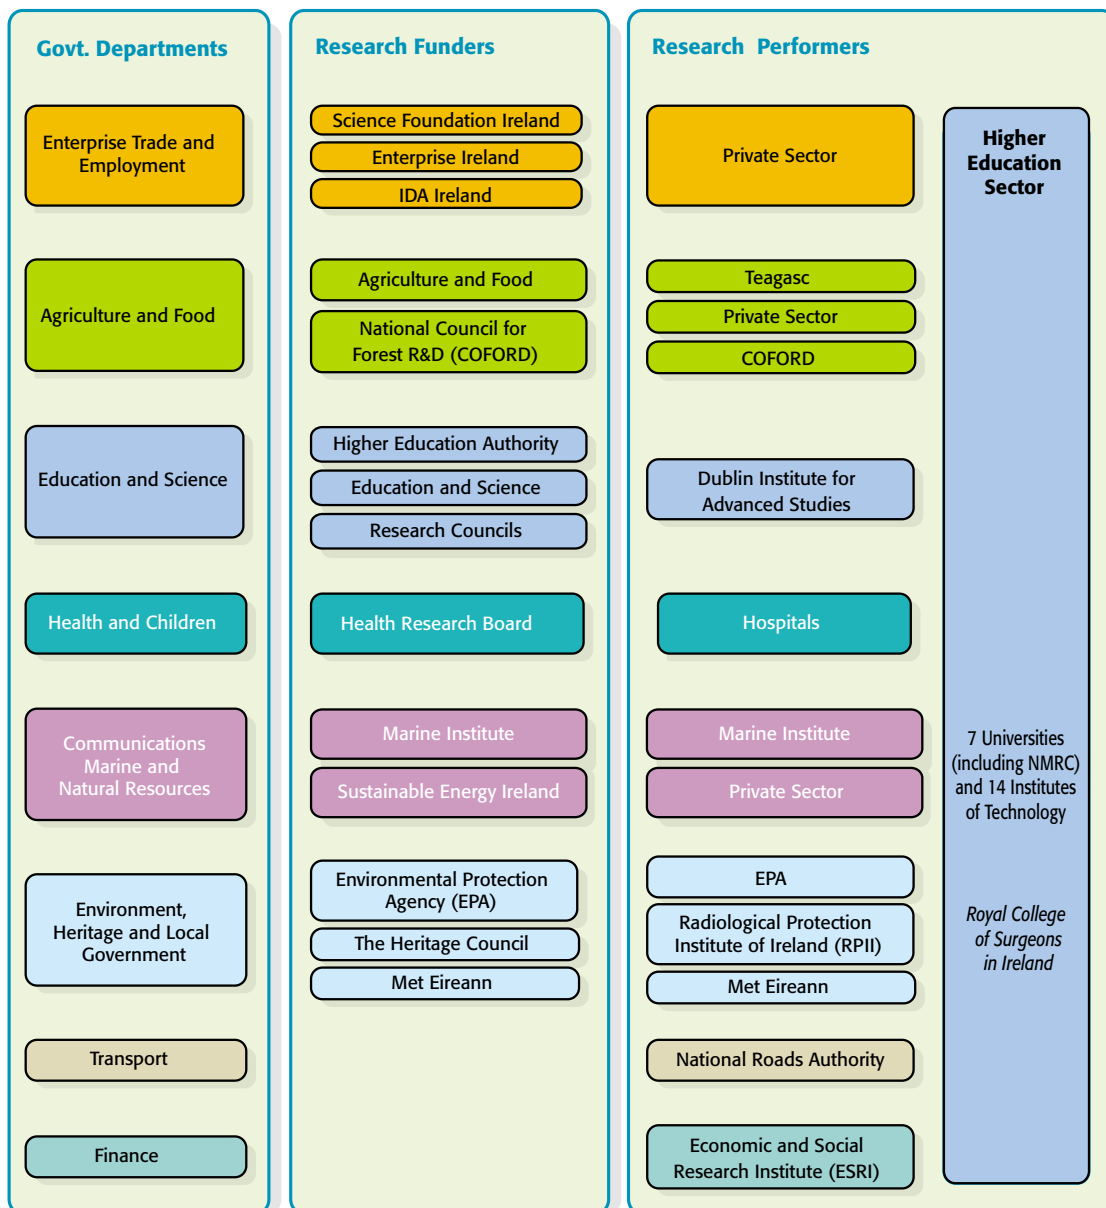 Govt. Departments
Enterprise Trade and
Employment
Agriculture and Food
Education and Science
Health and Children
Communications
Marine and
Natural Resources
Environment,
Heritage and Local
Government
Transport
Finance
Research Funders
Science Foundation Ireland
Enterprise Ireland
IDA Ireland
Agriculture and Food
National Council for
Forest R&D (COFORD)
Higher Education Authority
Education and Science
Research Councils
Health Research Board
Marine Institute
Sustainable Energy Ireland
Environmental Protection
Agency (EPA)
The Heritage Council
Met Eireann
Research Performers
Private Sector
Teagasc
Private Sector
COFORD
Dublin Institute for
Advanced Studies
Hospitals
Marine Institute
Private Sector
EPA
Radiological Protection
Institute of Ireland (RPII)
Met Eireann
National Roads Authority
Economic and Social
Research Institute (ESRI)
Higher
Education
Sector
7 Universities
(including NMRC)
and 14 Institutes
of Technology
Royal College
of Surgeons
in Ireland